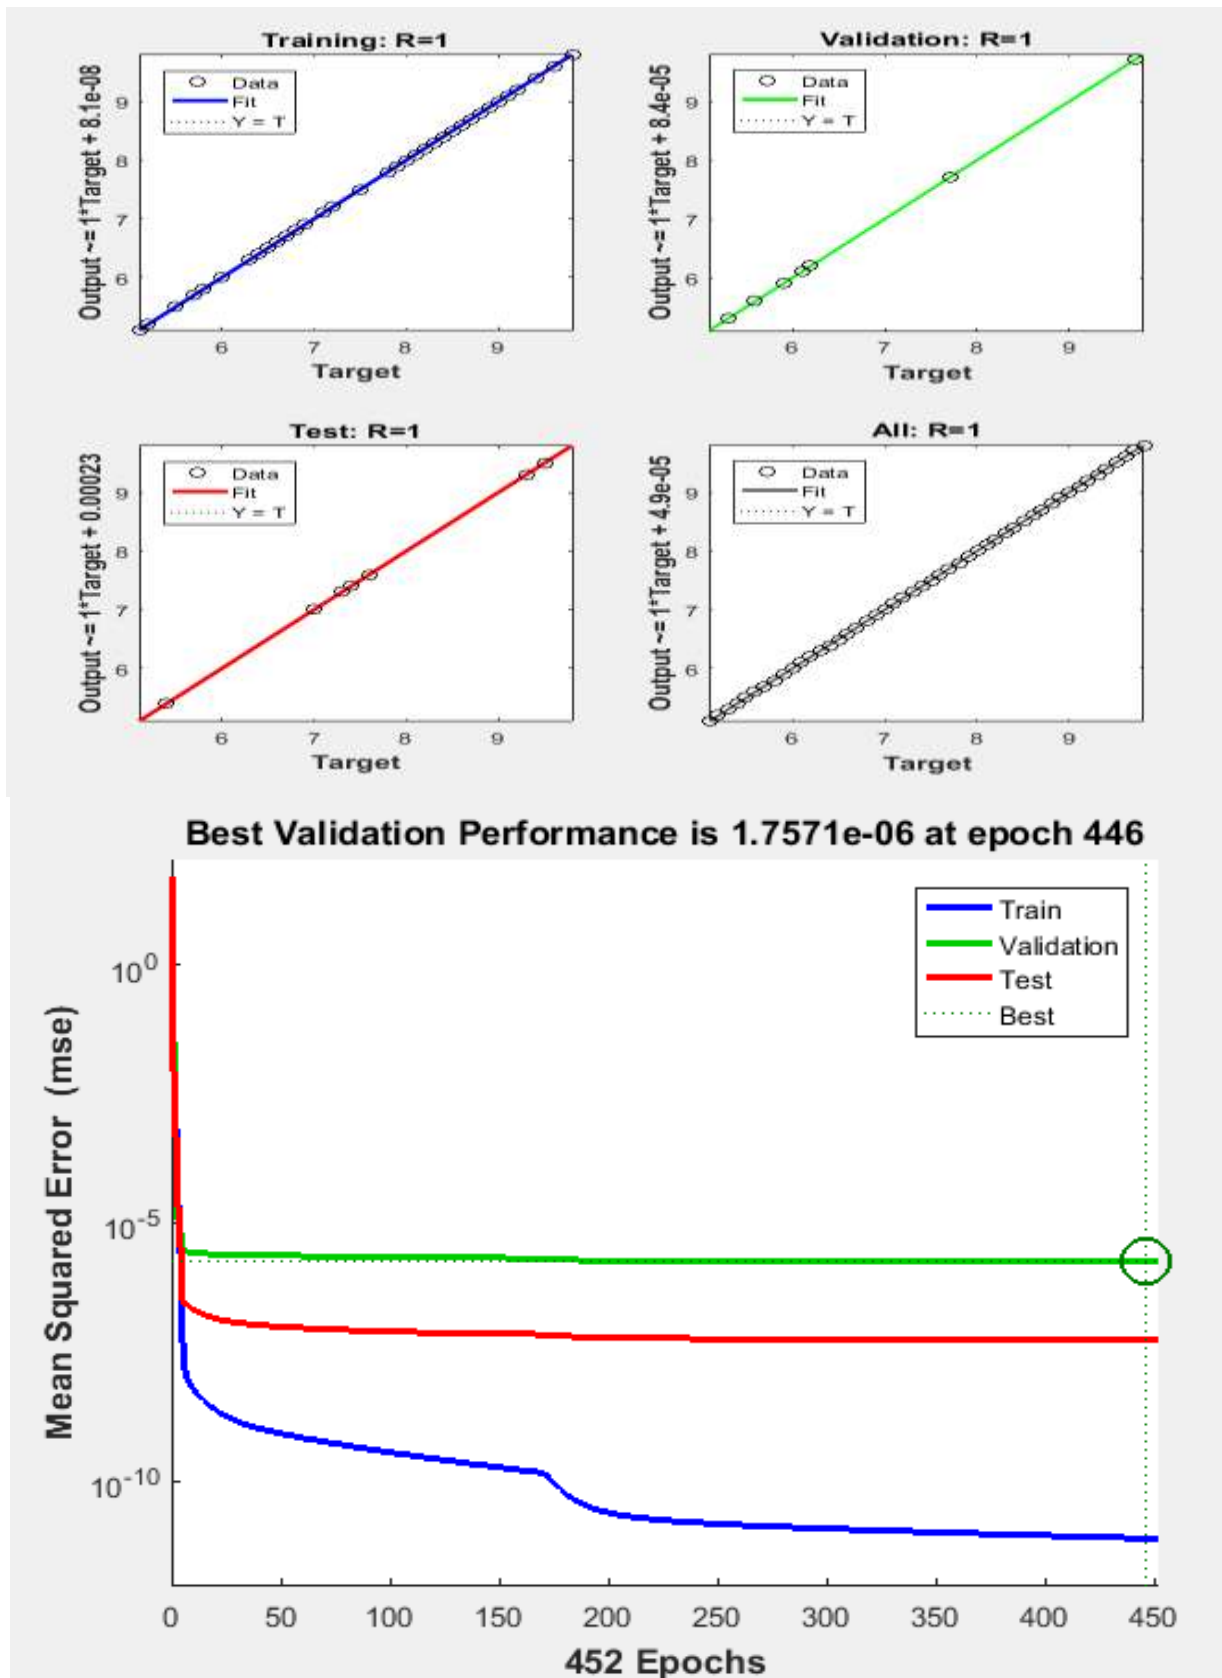 Training: R=1
Output ~= 1*Target + 8.1e-08
Data
Fit
Y = T
9
8
7
6
6 7 8 9
Target
Validation: R=1
Output ~= 1*Target + 8.4e-05
Data
Fit
Y = T
9
8
7
6
6 7 8 9
Target
Test: R=1
Output ~= 1*Target + 0.00023
Data
Fit
Y = T
9
8
7
6
6 7 8 9
Target
All: R=1
Output ~= 1*Target + 4.9e-05
Data
Fit
Y = T
9
8
7
6
6 7 8 9
Target
Best Validation Performance is 1.7571e-06 at epoch 446
Mean Squared Error (mse)
Train
Validation
Test
Best
10^0
10^-5
10^-10
0 50 100 150 200 250 300 350 400 450
452 Epochs